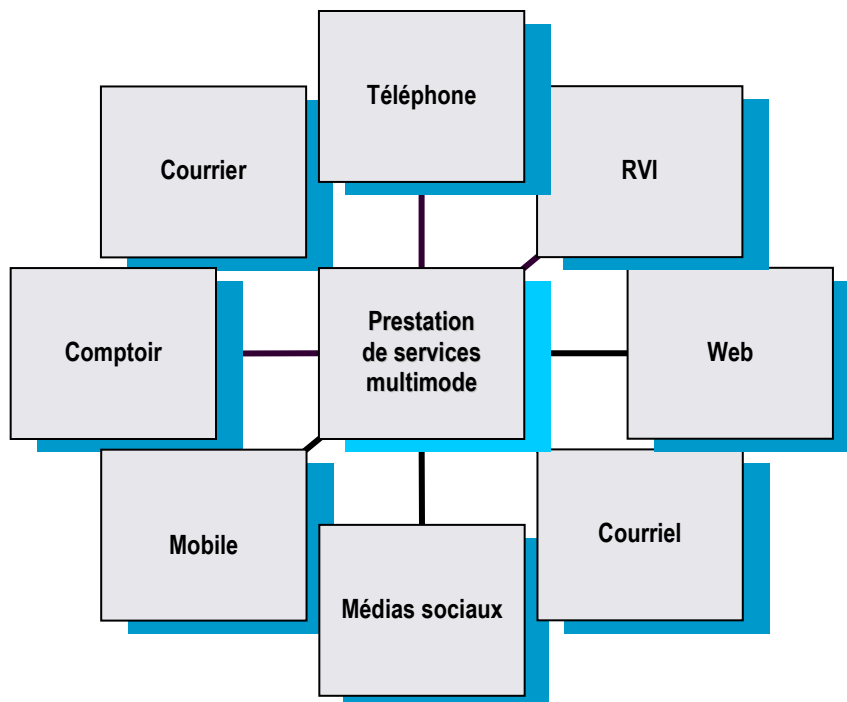 Téléphone
Courrier
RVI
Comptoir
Prestation
de services
multimode
Web
Mobile
Courriel
Médias sociaux